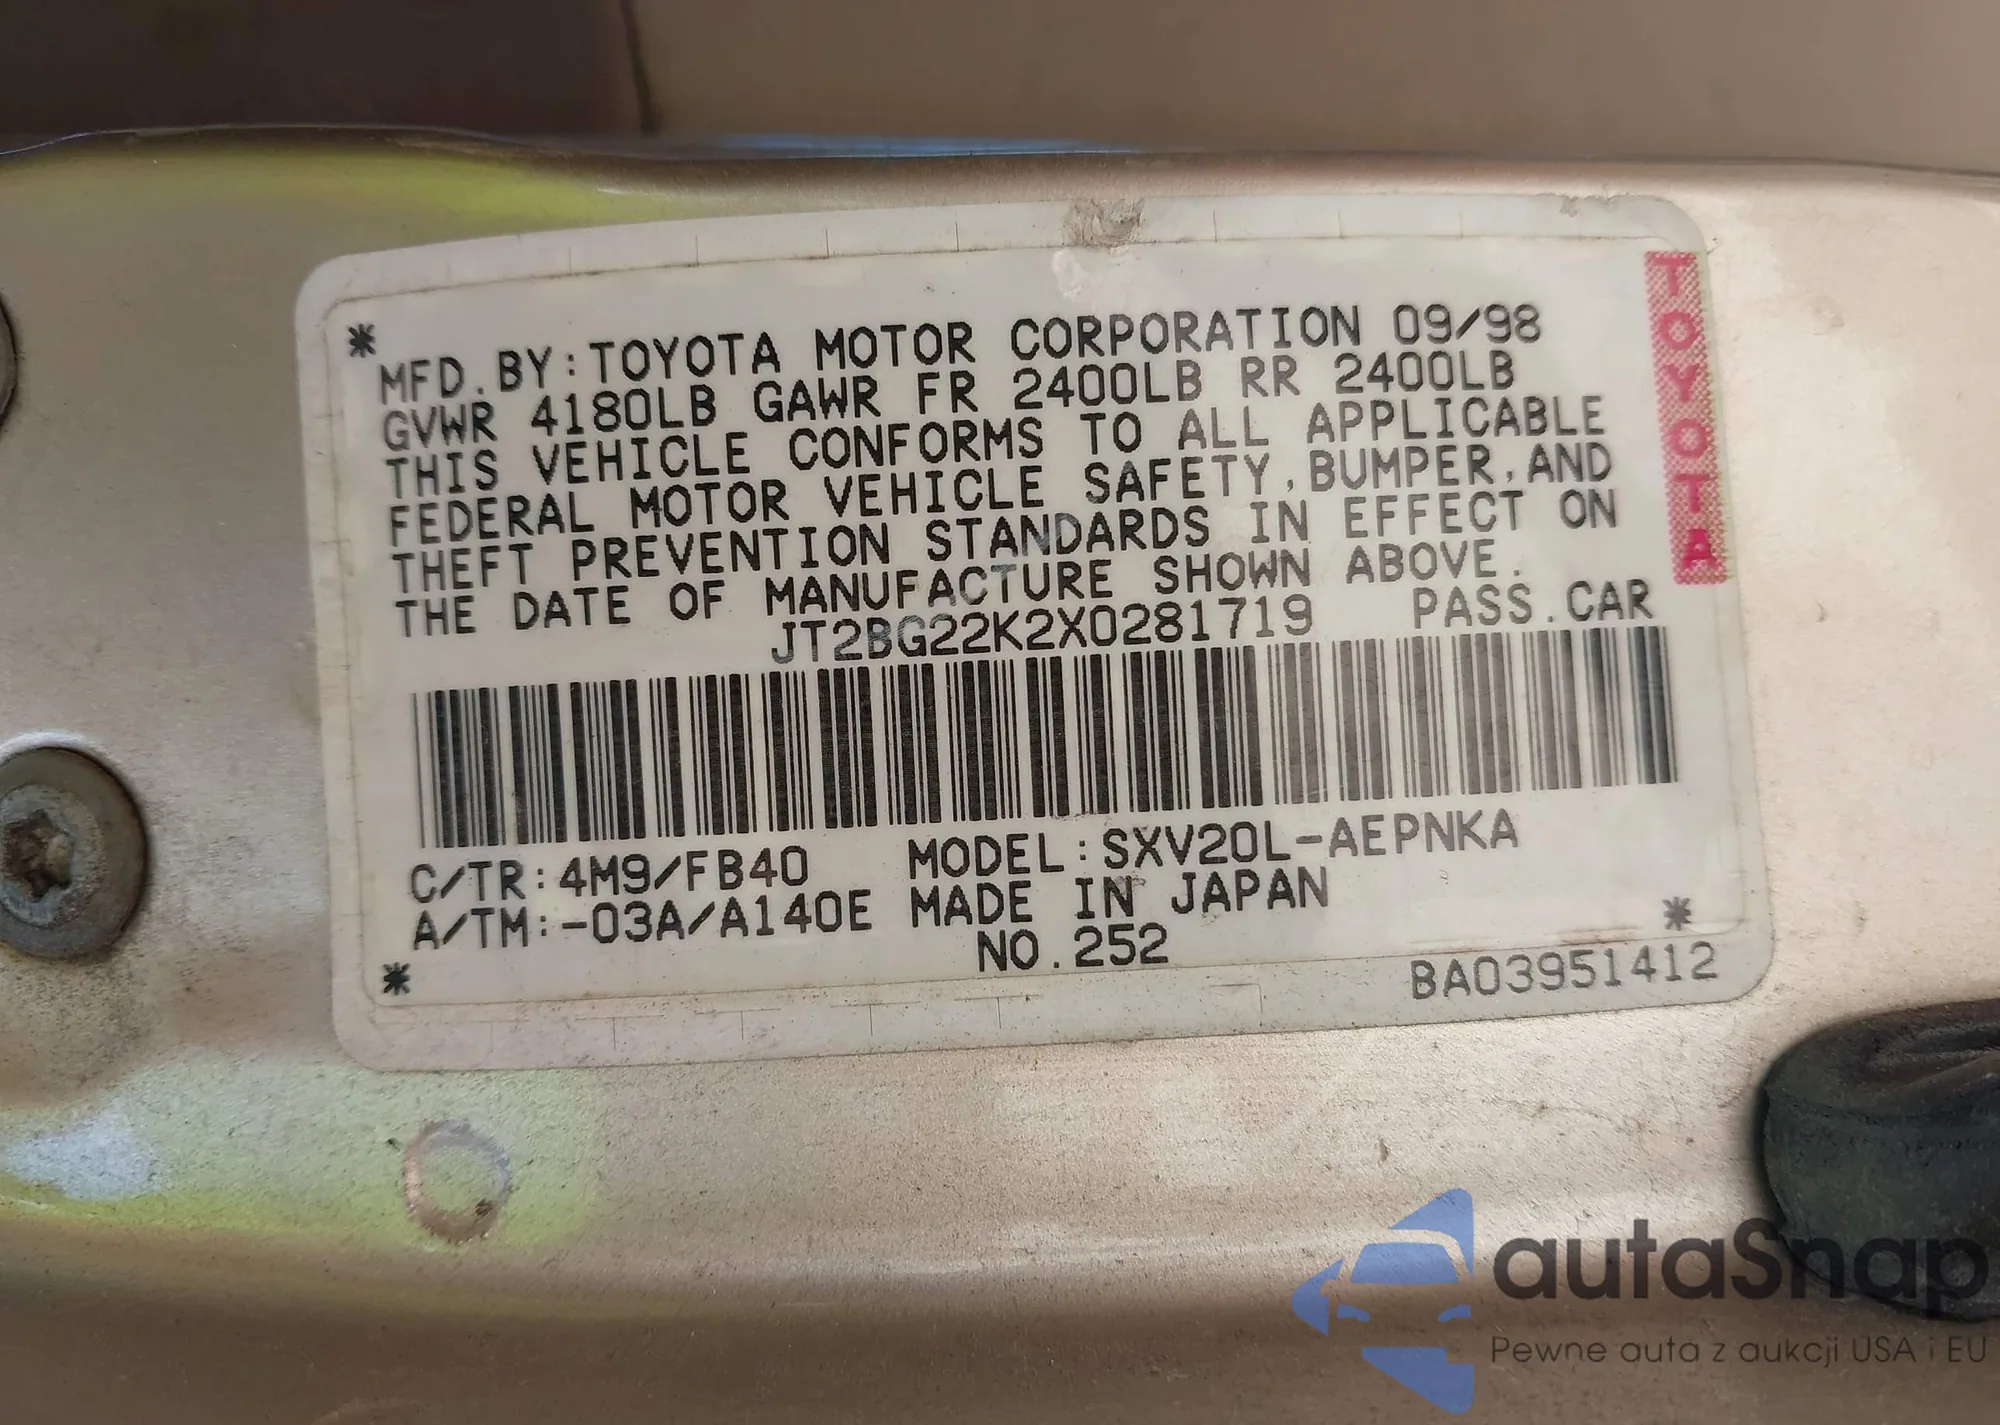 *
MFD. BY: TOYOTA MOTOR CORPORATION 09/98
GVWR 4180LB GAWR FR 2400LB RR 2400LB
THIS VEHICLE CONFORMS TO ALL APPLICABLE
FEDERAL MOTOR VEHICLE SAFETY, BUMPER, AND
THEFT PREVENTION STANDARDS IN EFFECT ON
THE DATE OF MANUFACTURE SHOWN ABOVE.
JT2BG22K2X0281719 PASS. CAR
TOYOTA
C/TR: 4M9/FB40 MODEL: SXV20L-AEPNKA
A/TM: -03A/A140E MADE IN JAPAN
*
* NO. 252
BA03951412
autaSnap
Pewne auta z aukcji USA i EU